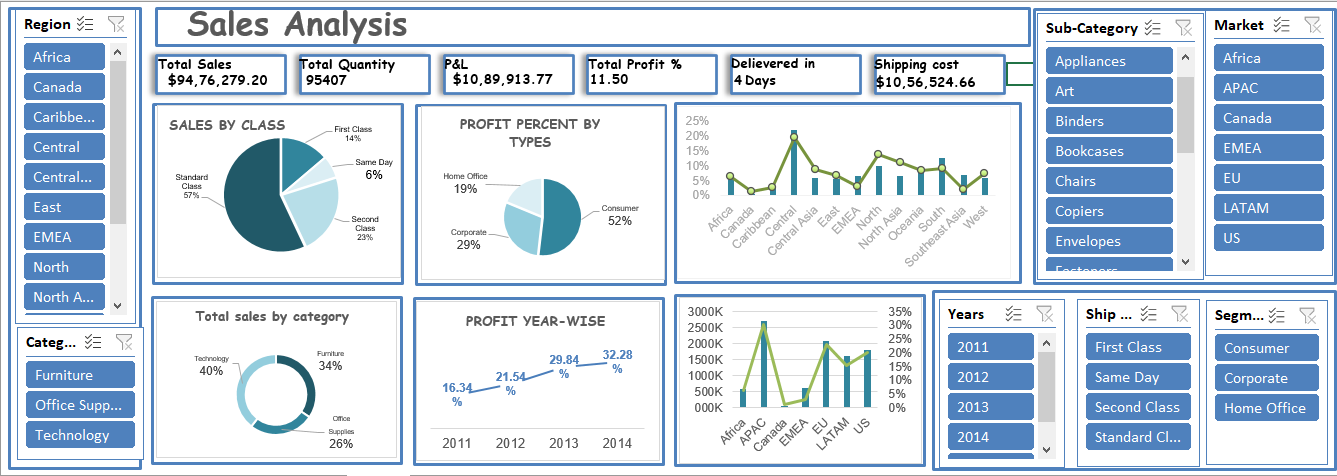 Region
Africa
Canada
Caribbe...
Central
Central...
East
EMEA
North
North A...
Categ...
Furniture
Office Supp...
Technology
Sales Analysis
Total Sales
$94,76,279.20
Total Quantity
95407
P&L
$10,89,913.77
Total Profit %
11.50
Delievered in
4 Days
Shipping cost
$10,56,524.66
SALES BY CLASS
First Class
14%
Same Day
6%
Standard
Class
57%
Second
Class
23%
PROFIT PERCENT BY
TYPES
Home Office
19%
Consumer
52%
Corporate
29%
25%
20%
15%
10%
5%
0%
Africa
Canada
Caribbean
Central
Central Asia
East
EMEA
North
North Asia
Oceania
South
Southeast Asia
West
Total sales by category
Technology
40%
Furniture
34%
Office
Supplies
26%
PROFIT YEAR-WISE
16.34
%
21.54
%
29.84
%
32.28
%
2011 2012 2013 2014
3000K
2500K
2000K
1500K
1000K
500K
000K
35%
30%
25%
20%
15%
10%
5%
0%
Africa
APAC
Canada
EMEA
EU
LATAM
US
Sub-Category
Appliances
Art
Binders
Bookcases
Chairs
Copiers
Envelopes
Fasteners
Market
Africa
APAC
Canada
EMEA
EU
LATAM
US
Years
2011
2012
2013
2014
Ship ...
First Class
Same Day
Second Class
Standard Cl...
Segm...
Consumer
Corporate
Home Office